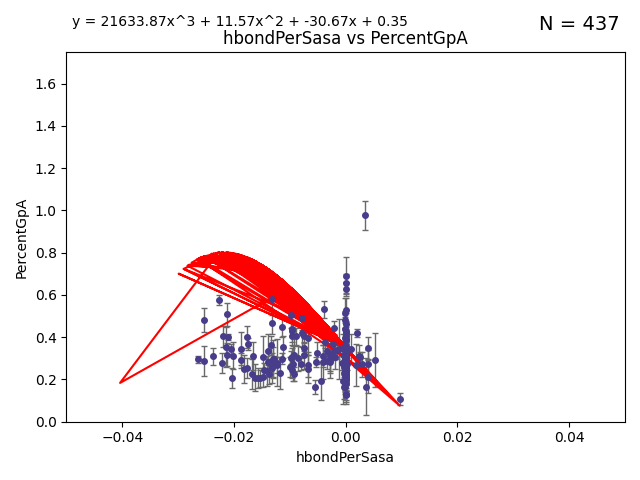 y = 21633.87x^3 + 11.57x^2 + -30.67x + 0.35
N = 437
hbondPerSasa vs PercentGpA
PercentGpA
1.6
1.4
1.2
1.0
0.8
0.6
0.4
0.2
0.0
−0.04
−0.02
0.00
0.02
0.04
hbondPerSasa